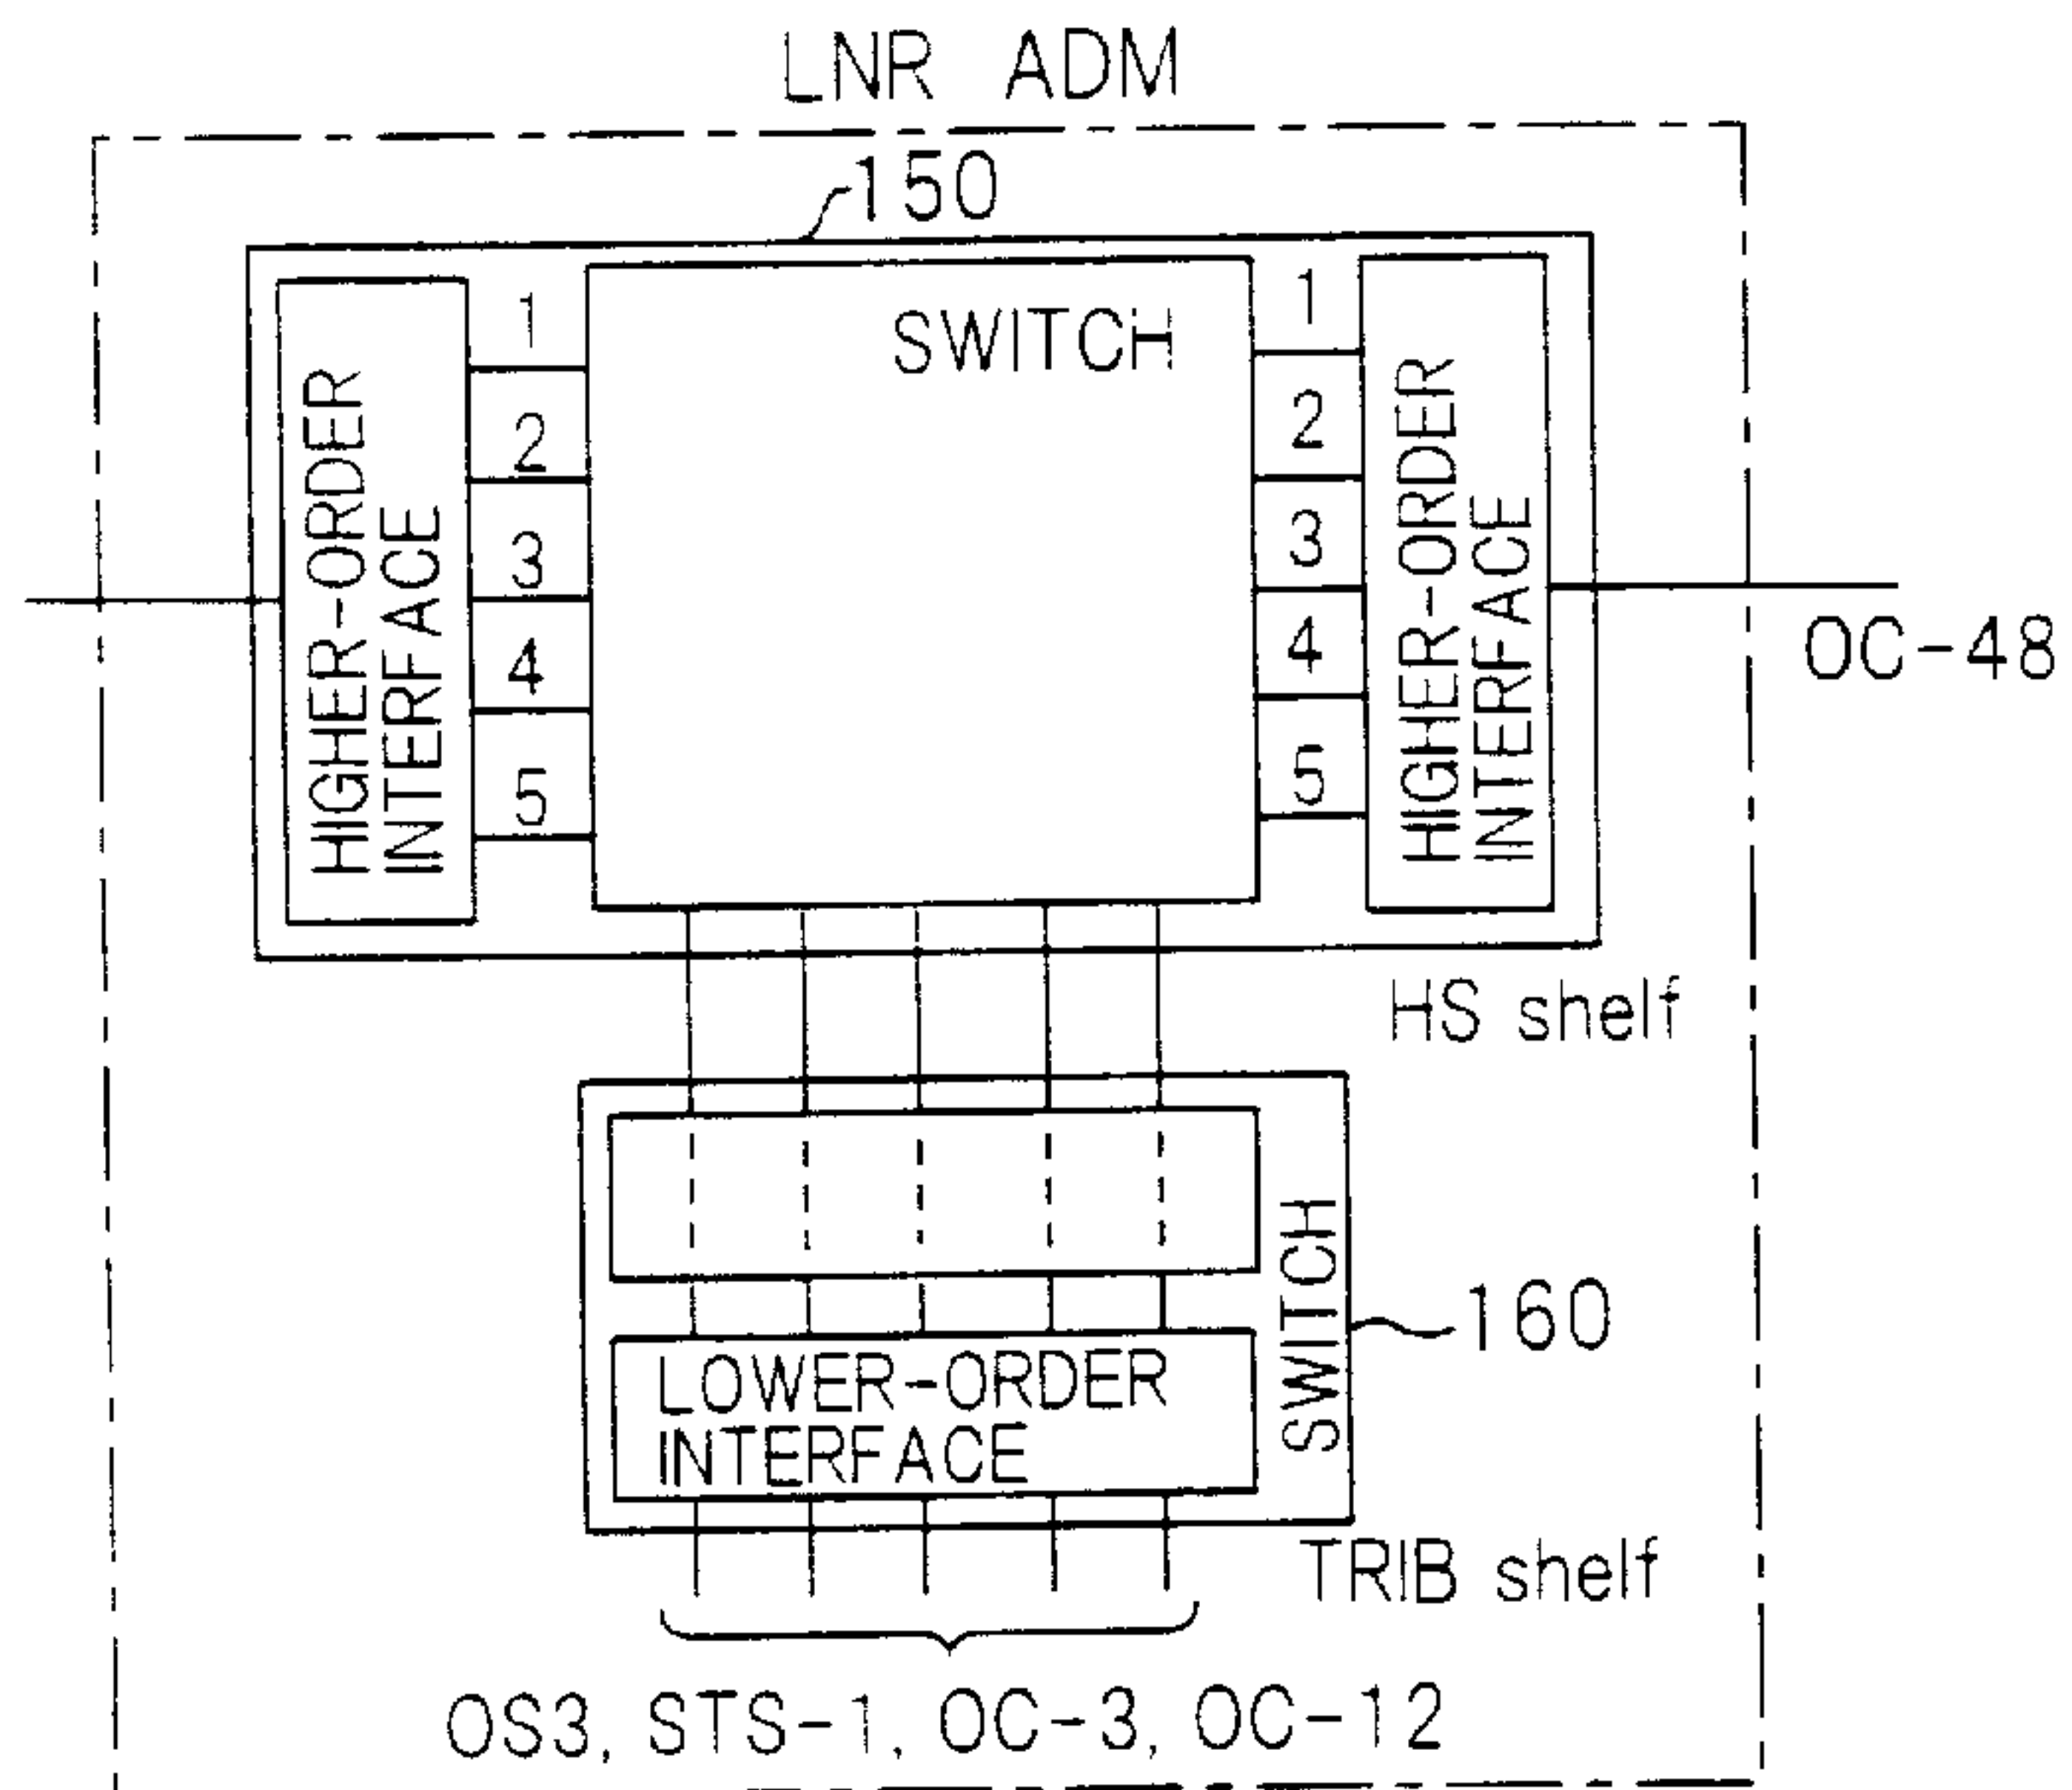 LNR ADM
150
HIGHER-ORDER
INTERFACE
1
2
3
4
5
SWITCH
1
2
3
4
5
HIGHER-ORDER
INTERFACE
OC-48
HS shelf
SWITCH
160
LOWER-ORDER
INTERFACE
TRIB shelf
OS3, STS-1, OC-3, OC-12